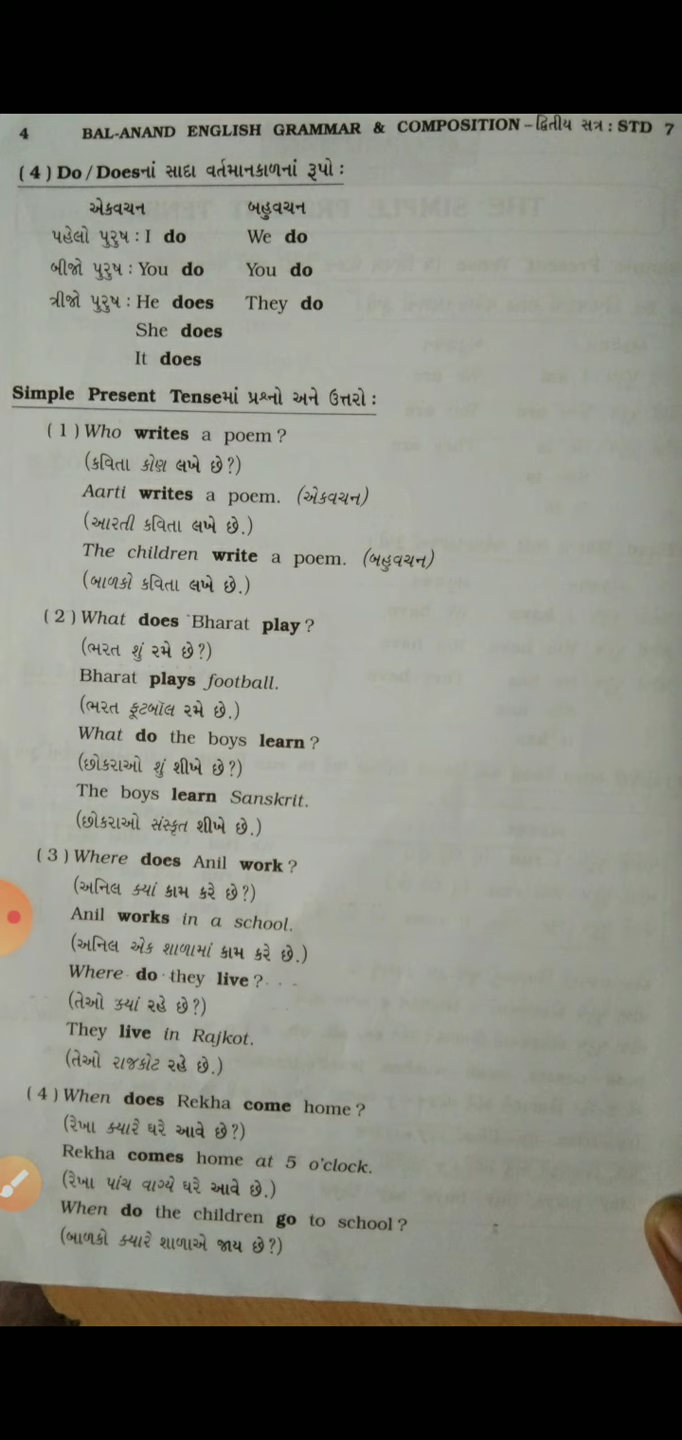 4 BAL-ANAND ENGLISH GRAMMAR & COMPOSITION – દ્વિતીય સત્ર : STD 7
( 4 ) Do / Doesનાં સાદા વર્તમાનકાળનાં રૂપો :
એકવચન બહુવચન
પહેલો પુરુષ : I do We do
બીજો પુરુષ : You do You do
ત્રીજો પુરુષ : He does They do
She does
It does
Simple Present Tenseમાં પ્રશ્નો અને ઉત્તરો :
( 1 ) Who writes a poem ?
(કવિતા કોણ લખે છે?)
Aarti writes a poem. (એકવચન)
(આરતી કવિતા લખે છે.)
The children write a poem. (બહુવચન)
(બાળકો કવિતા લખે છે.)
( 2 ) What does Bharat play ?
(ભરત શું રમે છે?)
Bharat plays football.
(ભરત ફૂટબૉલ રમે છે.)
What do the boys learn ?
(છોકરાઓ શું શીખે છે?)
The boys learn Sanskrit.
(છોકરાઓ સંસ્કૃત શીખે છે.)
( 3 ) Where does Anil work ?
(અનિલ ક્યાં કામ કરે છે?)
Anil works in a school.
(અનિલ એક શાળામાં કામ કરે છે.)
Where do they live ?
(તેઓ ક્યાં રહે છે?)
They live in Rajkot.
(તેઓ રાજકોટ રહે છે.)
( 4 ) When does Rekha come home ?
(રેખા ક્યારે ઘરે આવે છે?)
Rekha comes home at 5 o'clock.
(રેખા પાંચ વાગ્યે ઘરે આવે છે.)
When do the children go to school ?
(બાળકો ક્યારે શાળાએ જાય છે?)